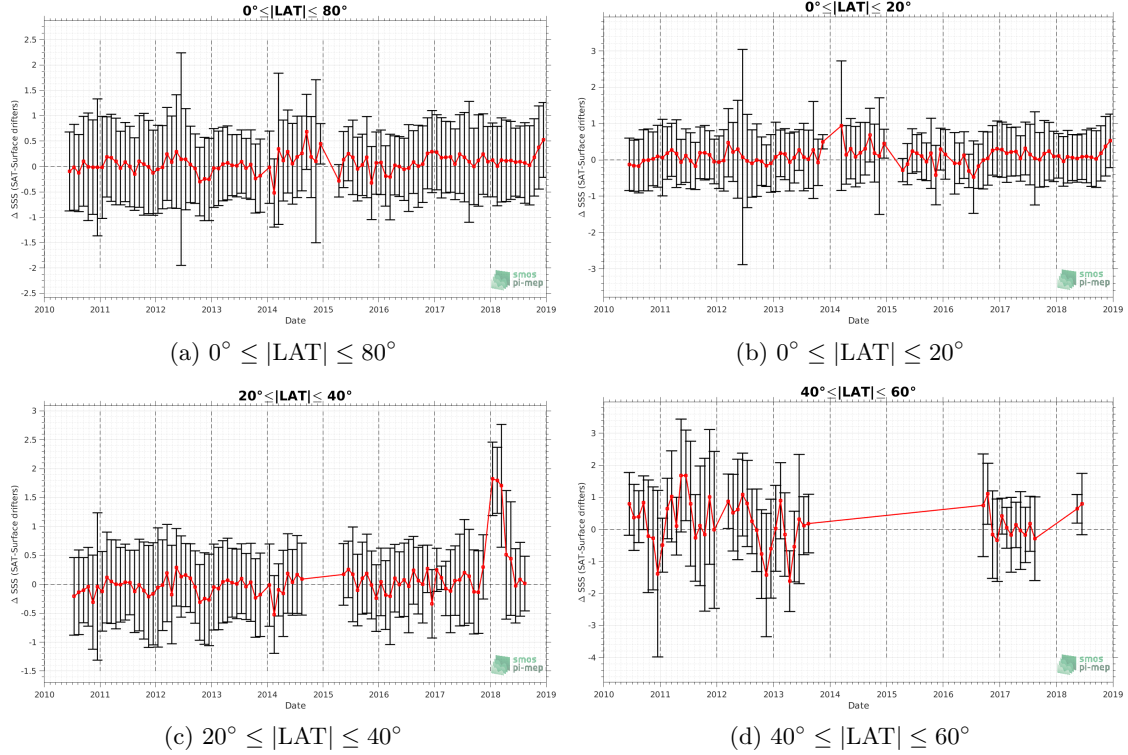 0°≤|LAT|≤ 80°
Δ SSS (SAT-Surface drifters)
2.5
2
1.5
1
0.5
0
-0.5
-1
-1.5
-2
-2.5
2010 2011 2012 2013 2014 2015 2016 2017 2018 2019
Date
smos
pi-mep
(a) 0° ≤ |LAT| ≤ 80°
0°≤|LAT|≤ 20°
Δ SSS (SAT-Surface drifters)
3
2
1
0
-1
-2
-3
2010 2011 2012 2013 2014 2015 2016 2017 2018 2019
Date
smos
pi-mep
(b) 0° ≤ |LAT| ≤ 20°
20°≤|LAT|≤ 40°
Δ SSS (SAT-Surface drifters)
3
2.5
2
1.5
1
0.5
0
-0.5
-1
-1.5
2010 2011 2012 2013 2014 2015 2016 2017 2018 2019
Date
smos
pi-mep
(c) 20° ≤ |LAT| ≤ 40°
40°≤|LAT|≤ 60°
Δ SSS (SAT-Surface drifters)
3
2
1
0
-1
-2
-3
-4
2010 2011 2012 2013 2014 2015 2016 2017 2018 2019
Date
smos
pi-mep
(d) 40° ≤ |LAT| ≤ 60°